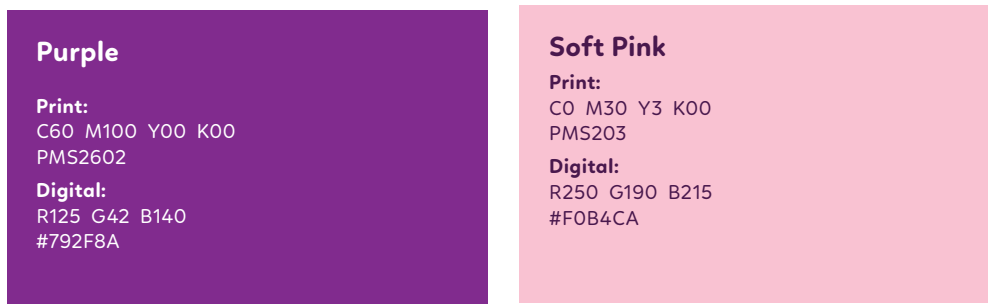 Purple
Print:
C60 M100 Y00 K00
PMS2602
Digital:
R125 G42 B140
#792F8A
Soft Pink
Print:
C0 M30 Y3 K00
PMS203
Digital:
R250 G190 B215
#F0B4CA